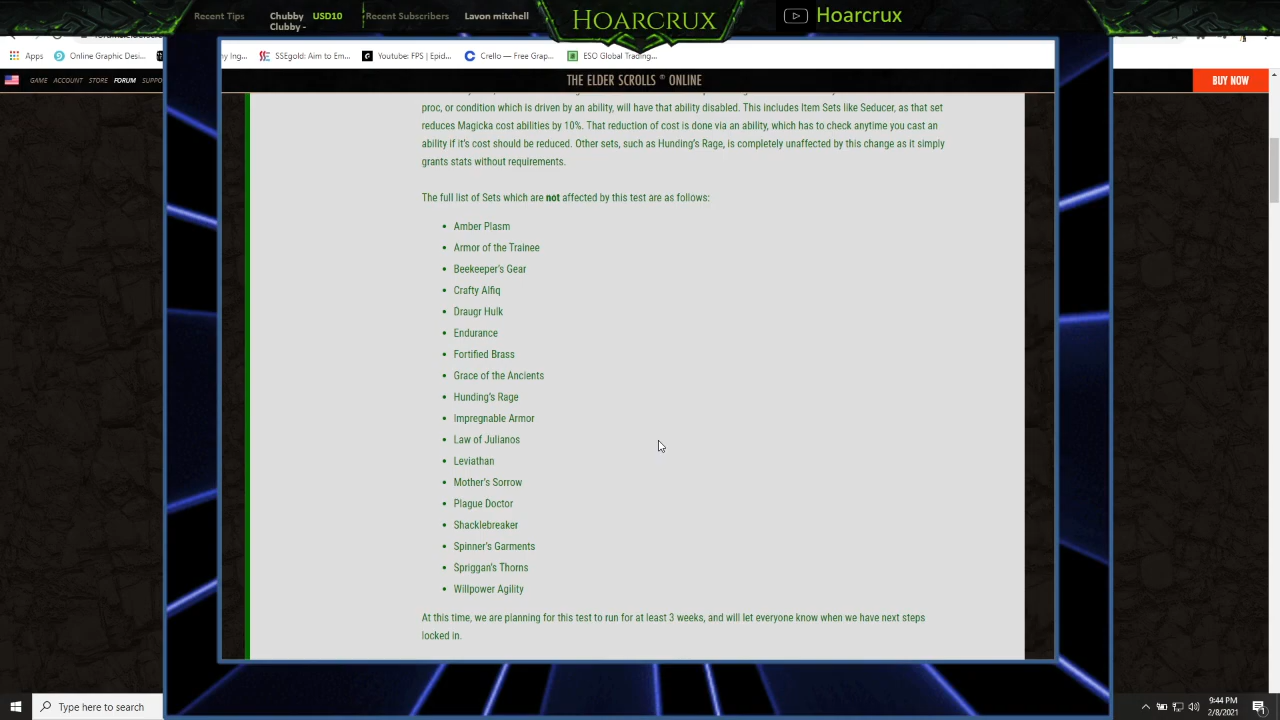 Recent Tips
Chubby
Clubby -
USD10
Recent Subscribers
Lavon mitchell
HOARCRUX
Hoarcrux
Apps
Online Graphic Desi...
SSEgold: Aim to Em...
Youtube: FPS | Epid...
Crello — Free Grap...
ESO Global Trading...
GAME ACCOUNT STORE FORUM
THE ELDER SCROLLS ® ONLINE
BUY NOW
proc, or condition which is driven by an ability, will have that ability disabled. This includes Item Sets like Seducer, as that set
reduces Magicka cost abilities by 10%. That reduction of cost is done via an ability, which has to check anytime you cast an
ability if it's cost should be reduced. Other sets, such as Hunding's Rage, is completely unaffected by this change as it simply
grants stats without requirements.
The full list of Sets which are not affected by this test are as follows:
• Amber Plasm
• Armor of the Trainee
• Beekeeper's Gear
• Crafty Alfiq
• Draugr Hulk
• Endurance
• Fortified Brass
• Grace of the Ancients
• Hunding's Rage
• Impregnable Armor
• Law of Julianos
• Leviathan
• Mother's Sorrow
• Plague Doctor
• Shacklebreaker
• Spinner's Garments
• Spriggan's Thorns
• Willpower Agility
At this time, we are planning for this test to run for at least 3 weeks, and will let everyone know when we have next steps
locked in.
Type here to search
9:44 PM
2/8/2021